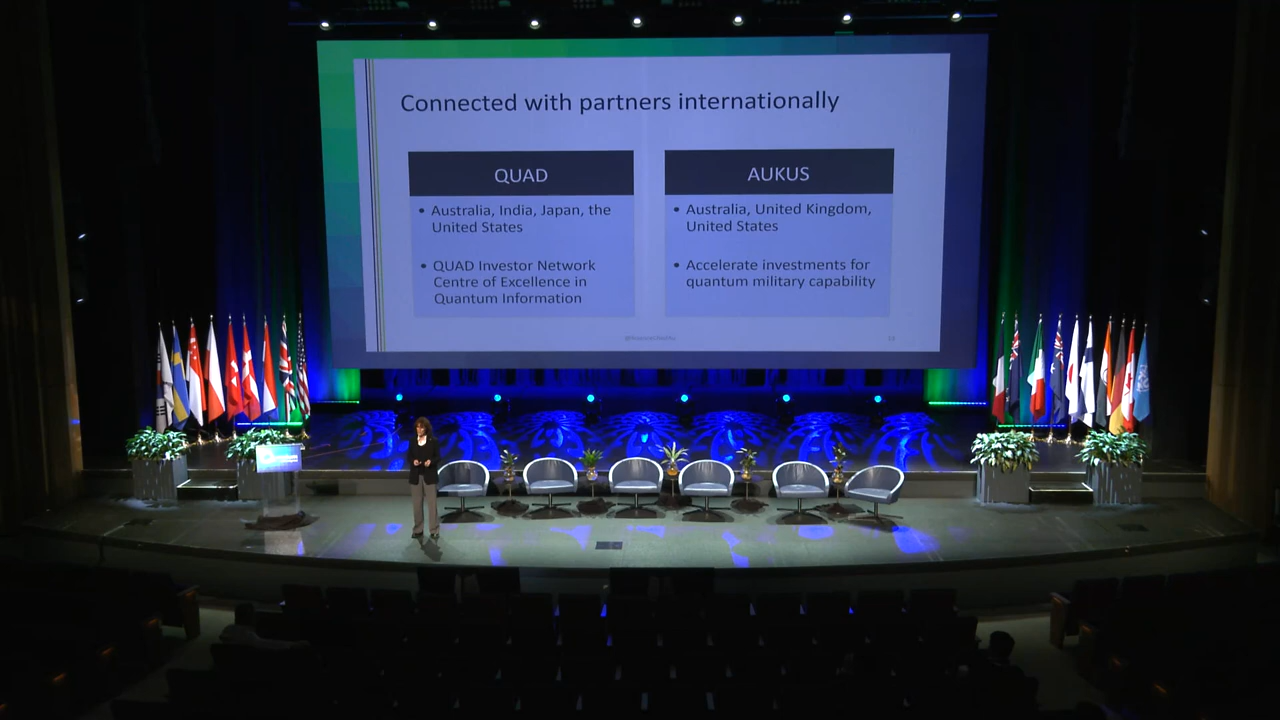 Connected with partners internationally
QUAD
• Australia, India, Japan, the
United States
• QUAD Investor Network
Centre of Excellence in
Quantum Information
AUKUS
• Australia, United Kingdom,
United States
• Accelerate investments for
quantum military capability